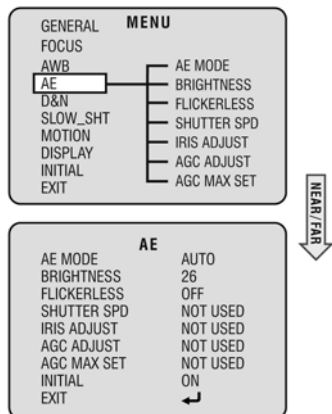 MENU
GENERAL
FOCUS
AWB
AE
D&N
SLOW_SHT
MOTION
DISPLAY
INITIAL
EXIT
AE MODE
BRIGHTNESS
FLICKERLESS
SHUTTER SPD
IRIS ADJUST
AGC ADJUST
AGC MAX SET
NEAR/FAR
AE
AE MODE AUTO
BRIGHTNESS 26
FLICKERLESS OFF
SHUTTER SPD NOT USED
IRIS ADJUST NOT USED
AGC ADJUST NOT USED
AGC MAX SET NOT USED
INITIAL ON
EXIT ↵